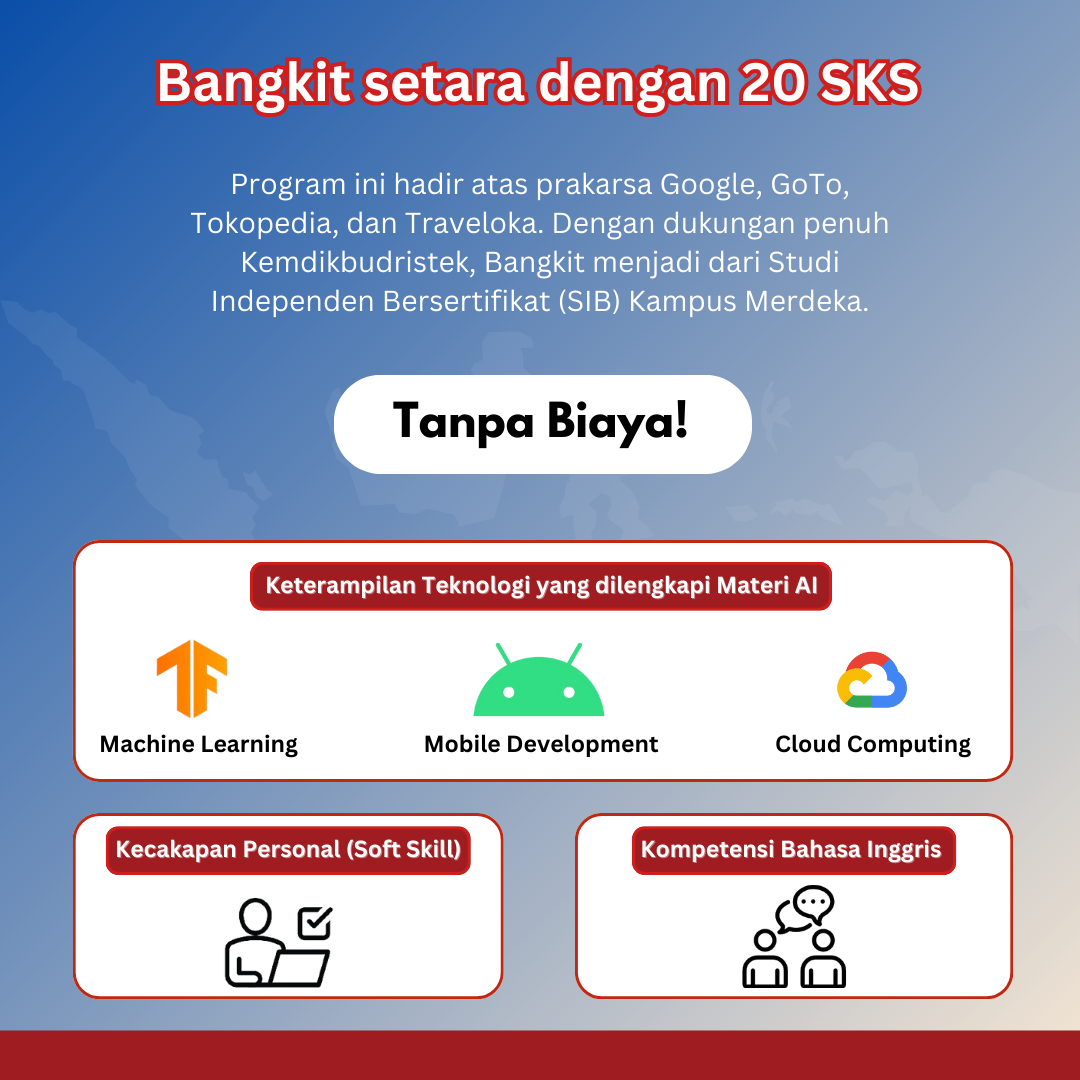 Bangkit setara dengan 20 SKS
Program ini hadir atas prakarsa Google, GoTo,
Tokopedia, dan Traveloka. Dengan dukungan penuh
Kemdikbudristek, Bangkit menjadi dari Studi
Independen Bersertifikat (SIB) Kampus Merdeka.
Tanpa Biaya!
Keterampilan Teknologi yang dilengkapi Materi AI
Machine Learning
Mobile Development
Cloud Computing
Kecakapan Personal (Soft Skill)
Kompetensi Bahasa Inggris